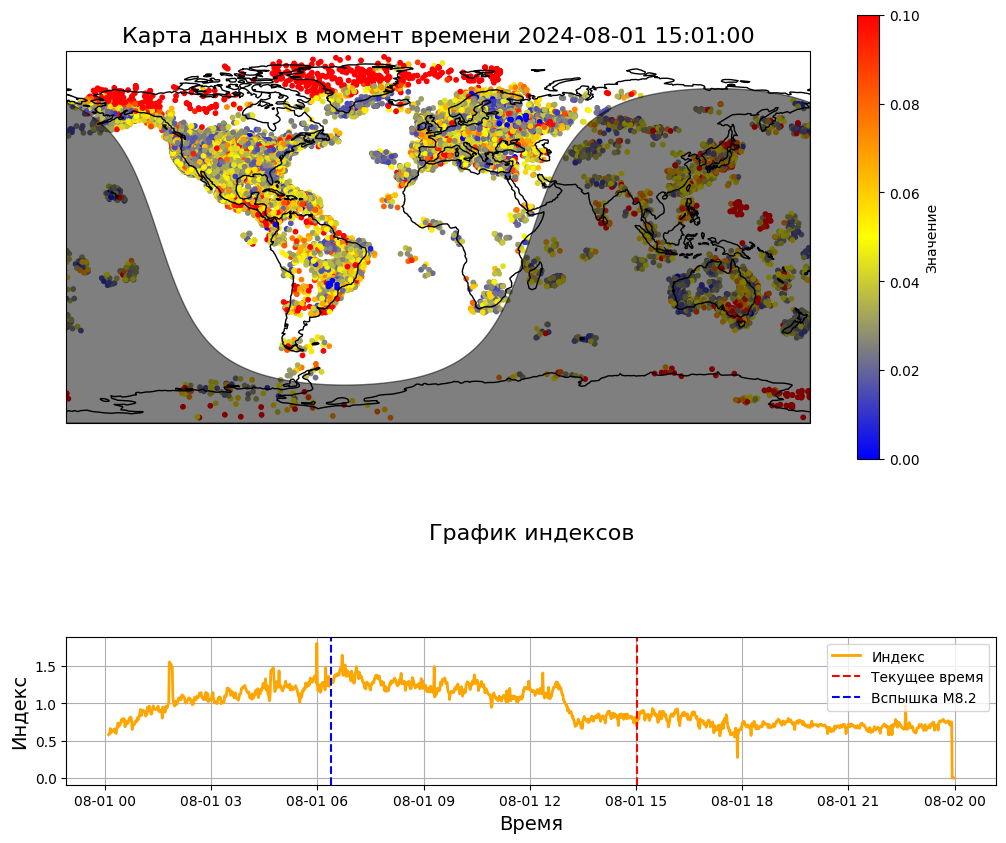 Карта данных в момент времени 2024-08-01 15:01:00
0.10
0.08
0.06
0.04
0.02
0.00
Значение
График индексов
Индекс
1.5
1.0
0.5
0.0
Индекс
Текущее время
Вспышка M8.2
08-01 00
08-01 03
08-01 06
08-01 09
08-01 12
08-01 15
08-01 18
08-01 21
08-02 00
Время